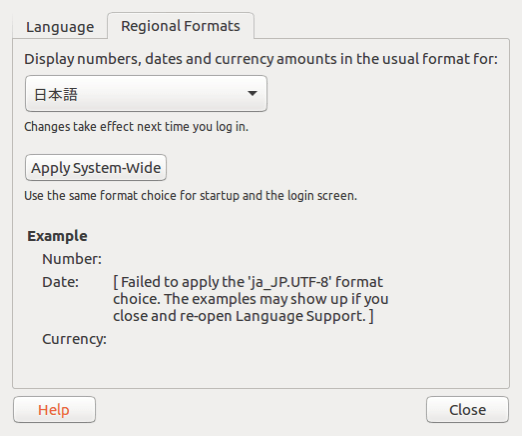 Language
Regional Formats
Display numbers, dates and currency amounts in the usual format for:
日本語
Changes take effect next time you log in.
Apply System-Wide
Use the same format choice for startup and the login screen.
Example
Number:
Date: [ Failed to apply the 'ja_JP.UTF-8' format
choice. The examples may show up if you
close and re-open Language Support. ]
Currency:
Help
Close